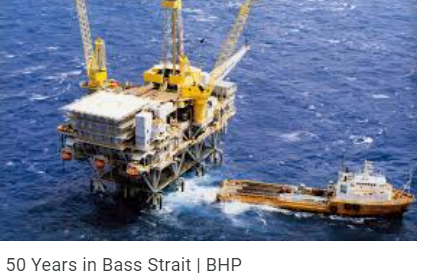 50 Years in Bass Strait | BHP